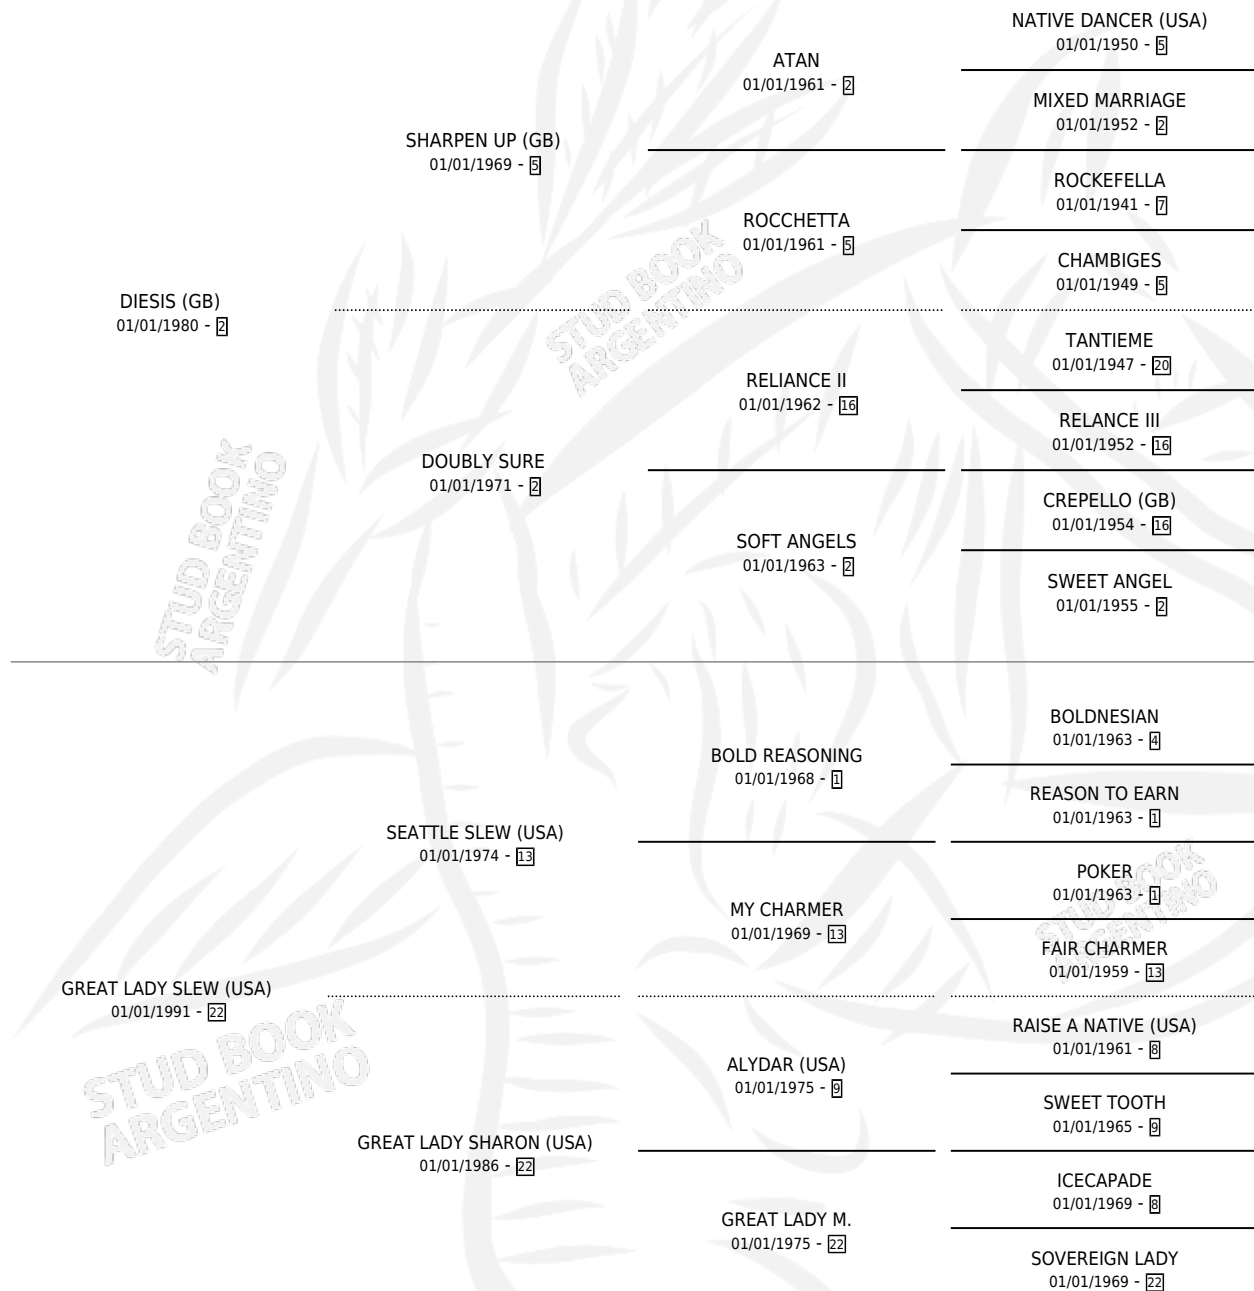 NATIVE DANCER (USA)
01/01/1950 - 5
ATAN
01/01/1961 - 2
MIXED MARRIAGE
01/01/1952 - 2
SHARPEN UP (GB)
01/01/1969 - 5
ROCKEFELLA
01/01/1941 - 7
ROCCHETTA
01/01/1961 - 5
CHAMBIGES
01/01/1949 - 5
DIESIS (GB)
01/01/1980 - 2
TANTIEME
01/01/1947 - 20
RELIANCE II
01/01/1962 - 16
RELANCE III
01/01/1952 - 16
DOUBLY SURE
01/01/1971 - 2
CREPELLO (GB)
01/01/1954 - 16
SOFT ANGELS
01/01/1963 - 2
SWEET ANGEL
01/01/1955 - 2
BOLDNESIAN
01/01/1963 - 4
BOLD REASONING
01/01/1968 - 1
REASON TO EARN
01/01/1963 - 1
SEATTLE SLEW (USA)
01/01/1974 - 13
POKER
01/01/1963 - 1
MY CHARMER
01/01/1969 - 13
FAIR CHARMER
01/01/1959 - 13
GREAT LADY SLEW (USA)
01/01/1991 - 22
RAISE A NATIVE (USA)
01/01/1961 - 8
ALYDAR (USA)
01/01/1975 - 9
SWEET TOOTH
01/01/1965 - 9
GREAT LADY SHARON (USA)
01/01/1986 - 22
ICECAPADE
01/01/1969 - 8
GREAT LADY M.
01/01/1975 - 22
SOVEREIGN LADY
01/01/1969 - 22
STUD BOOK
ARGENTINO
STUD BOOK
ARGENTINO
STUD BOOK
ARGENTINO
STUD BOOK
ARGENTINO